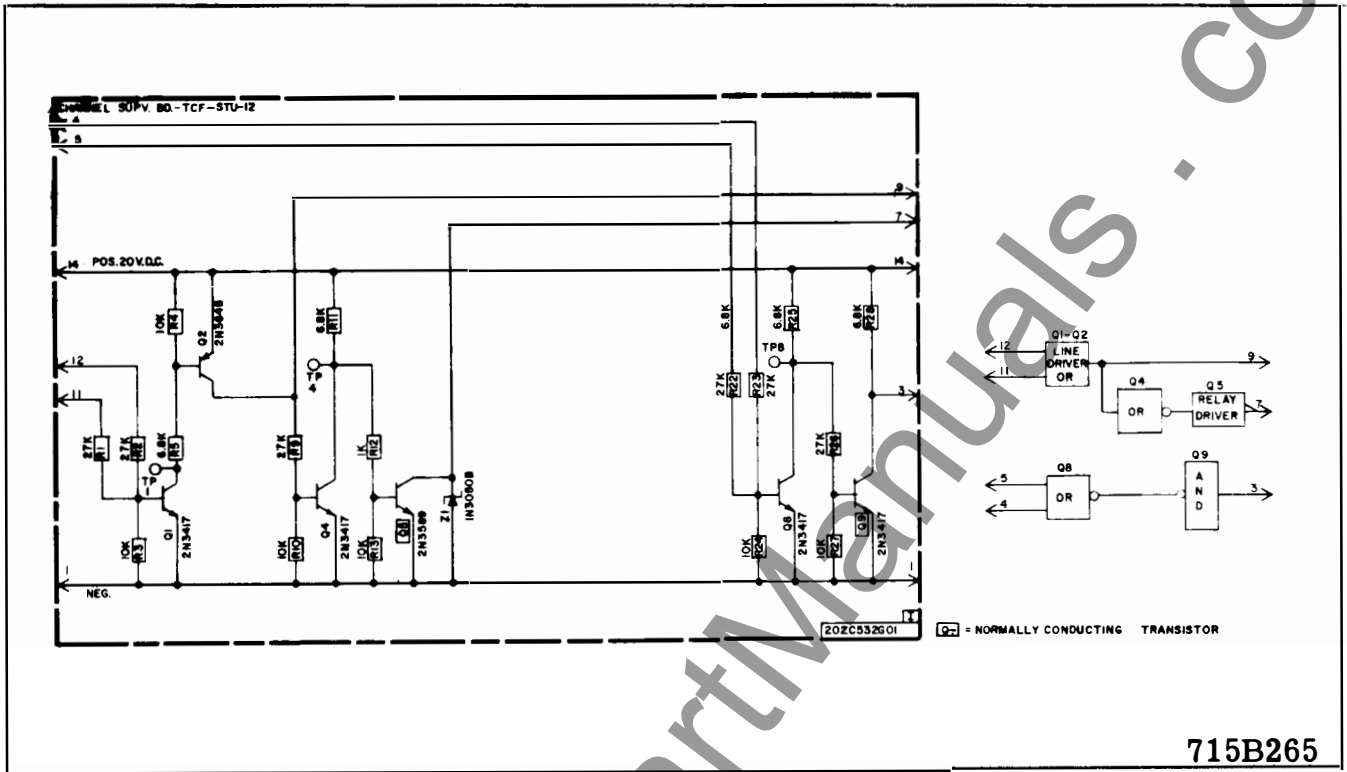 CHANNEL SUPV. BD.-TCF-STU-12
4
5
9
7
14 POS. 20 V.D.C. 14
10K R4
Q2
2N3645
6.8K R11
6.8K
6.8K R25
6.8K R28
TP8
TP
4
12
11
27K R1
27K R2
6.8K R5
TP
1
27K R9
1K R12
27K R22
R23 27K
27K R26
3
Q1
2N3417
10K R3
10K R10
Q4
2N3417
10K R13
2N3589
Z1
1N3080B
10K R24
Q8
2N3417
10K R27
Q9
2N3417
1
NEG.
1
202C532G01
Q1-Q2
12
11
LINE
DRIVER
OR
9
Q4
OR
Q5
RELAY
DRIVER
7
Q8
5
4
OR
Q9
A
N
D
3
= NORMALLY CONDUCTING TRANSISTOR
715B265